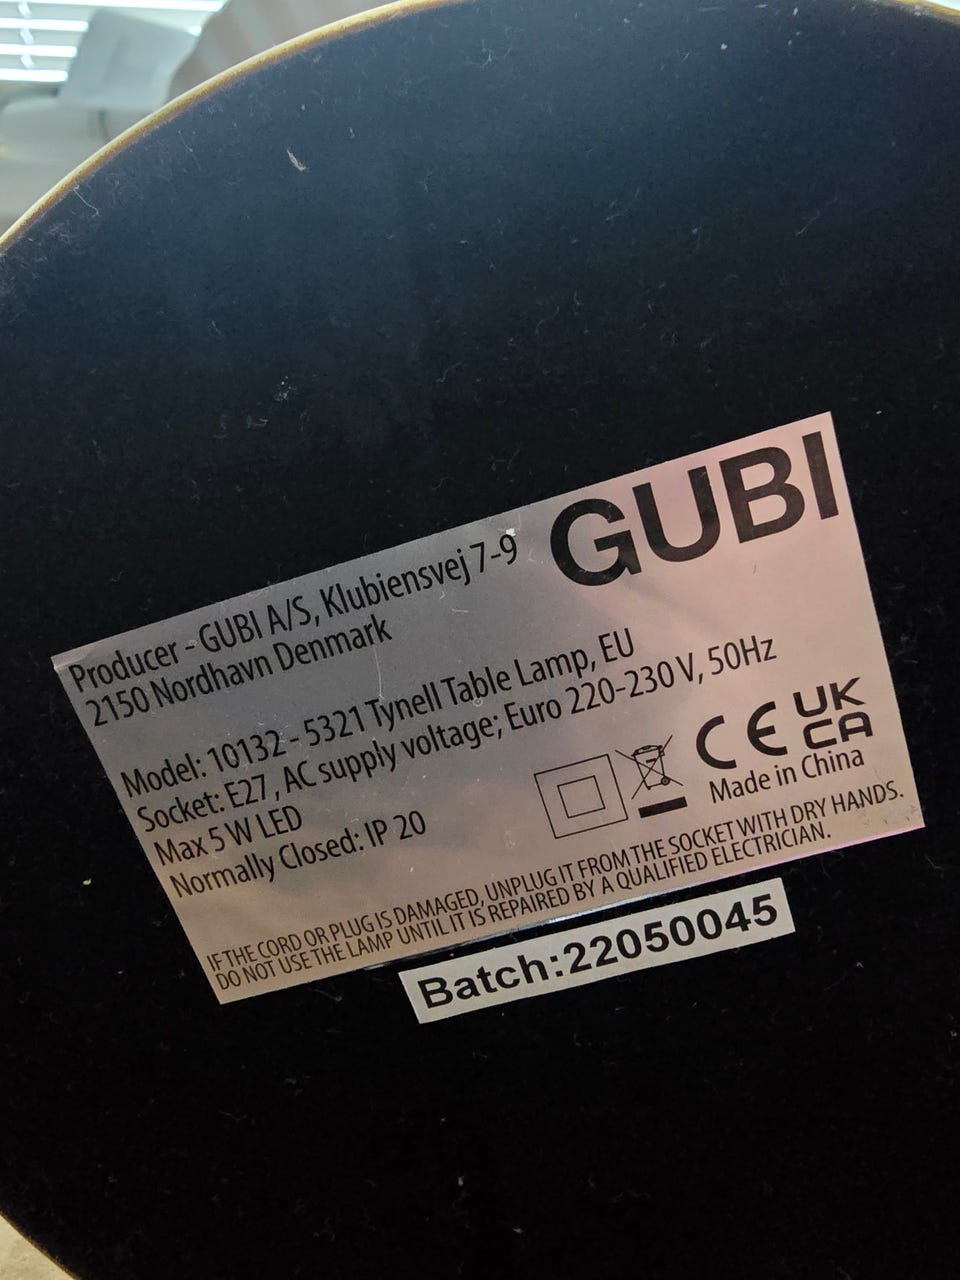 GUBI
Producer - GUBI A/S, Klubiensvej 7-9
2150 Nordhavn Denmark
Model: 10132 - 5321 Tynell Table Lamp, EU
Socket: E27, AC supply voltage; Euro 220-230 V, 50Hz
Max 5 W LED
Normally Closed: IP 20
CE UK
CA
Made in China
IF THE CORD OR PLUG IS DAMAGED, UNPLUG IT FROM THE SOCKET WITH DRY HANDS.
DO NOT USE THE LAMP UNTIL IT IS REPAIRED BY A QUALIFIED ELECTRICIAN.
Batch:22050045